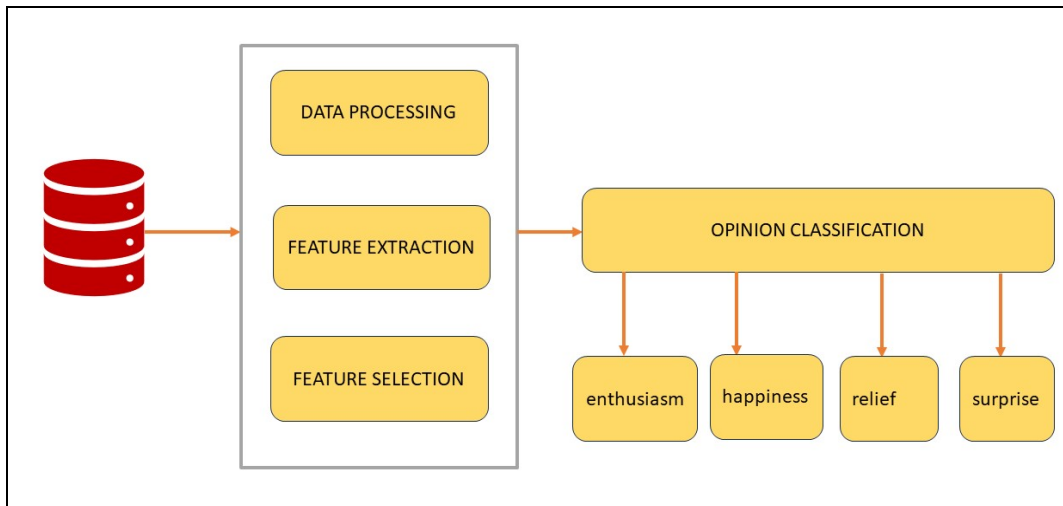 DATA PROCESSING
FEATURE EXTRACTION
FEATURE SELECTION
OPINION CLASSIFICATION
enthusiasm
happiness
relief
surprise